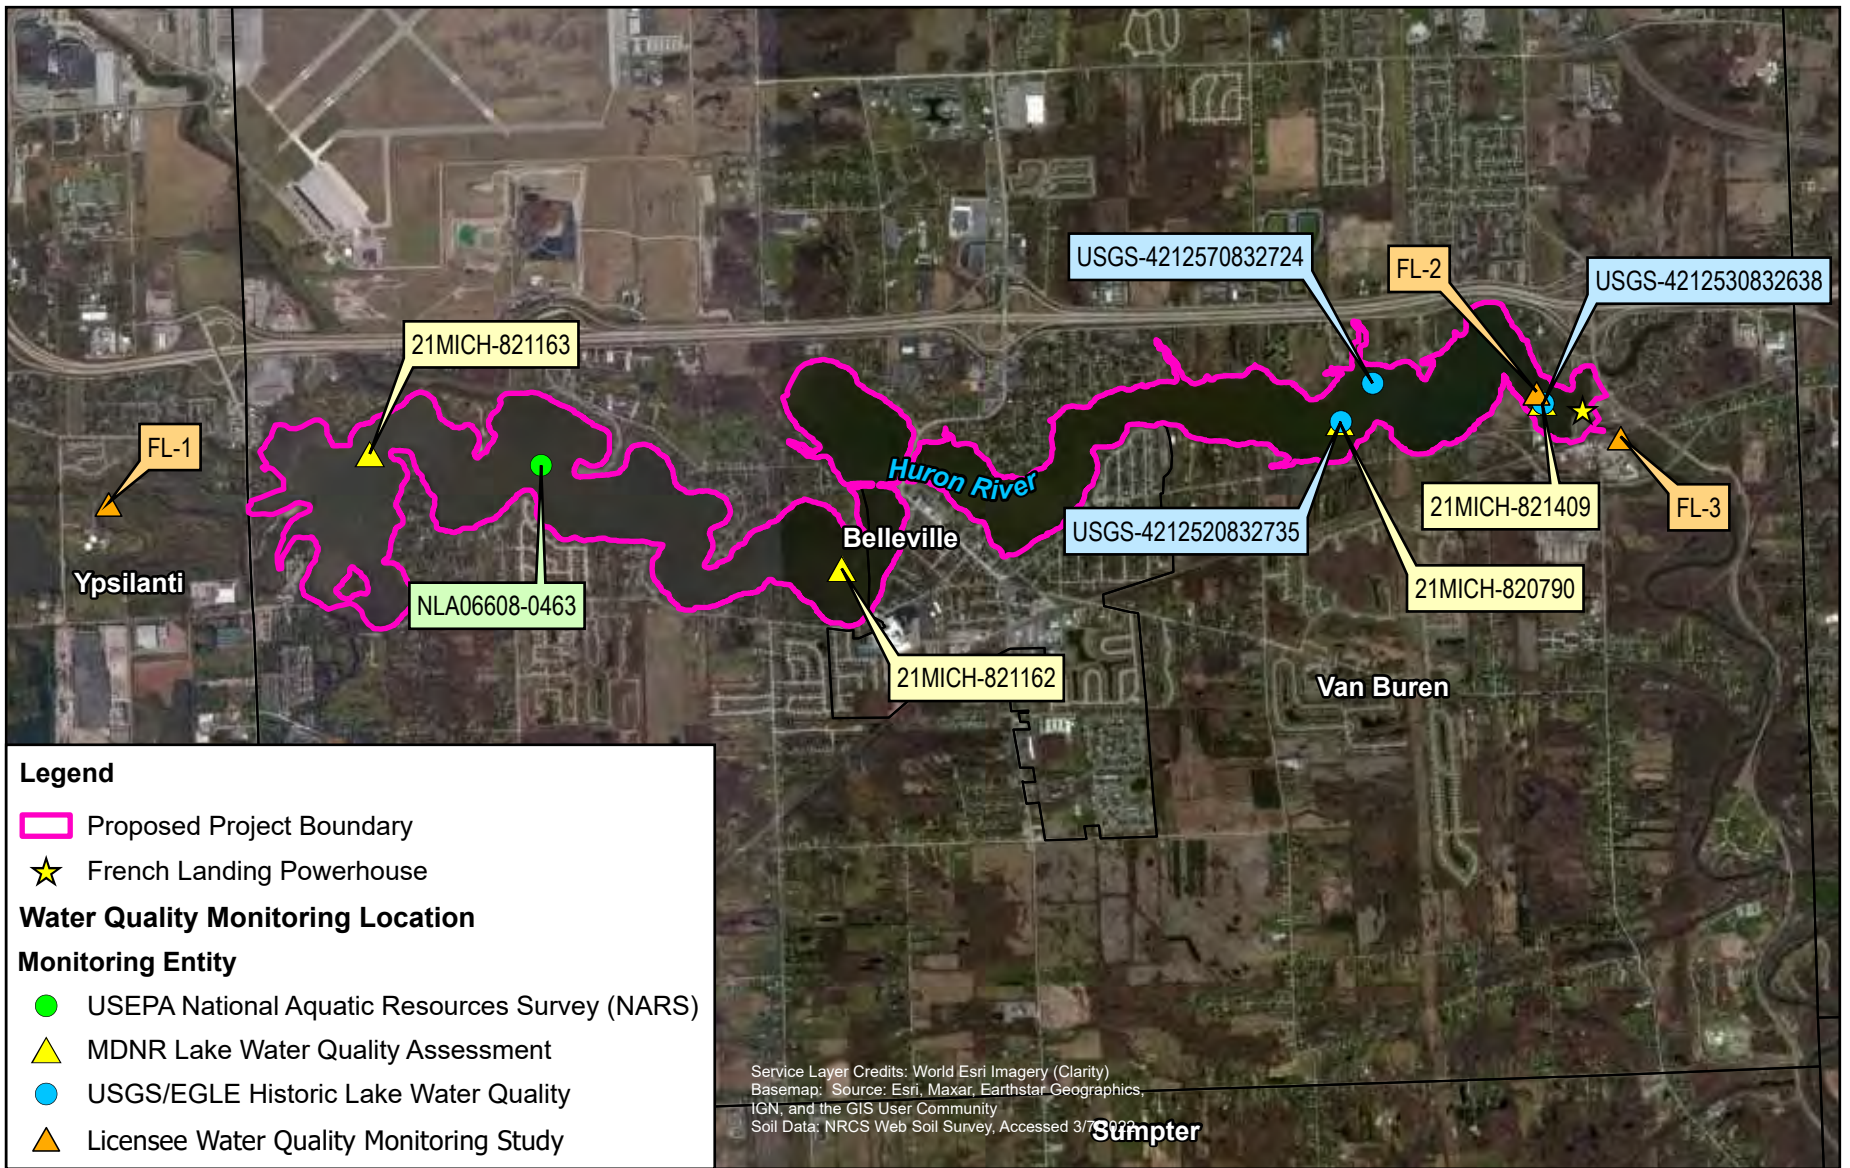 USGS-4212570832724
FL-2
USGS-4212530832638
21MICH-821163
FL-1
Huron River
21MICH-821409
FL-3
USGS-4212520832735
Belleville
Ypsilanti
NLA06608-0463
21MICH-820790
21MICH-821162
Van Buren
Legend
Proposed Project Boundary
French Landing Powerhouse
Water Quality Monitoring Location
Monitoring Entity
USEPA National Aquatic Resources Survey (NARS)
MDNR Lake Water Quality Assessment
USGS/EGLE Historic Lake Water Quality
Licensee Water Quality Monitoring Study
Service Layer Credits: World Esri Imagery (Clarity)
Basemap: Source: Esri, Maxar, Earthstar Geographics,
IGN, and the GIS User Community
Soil Data: NRCS Web Soil Survey, Accessed
Sumpter